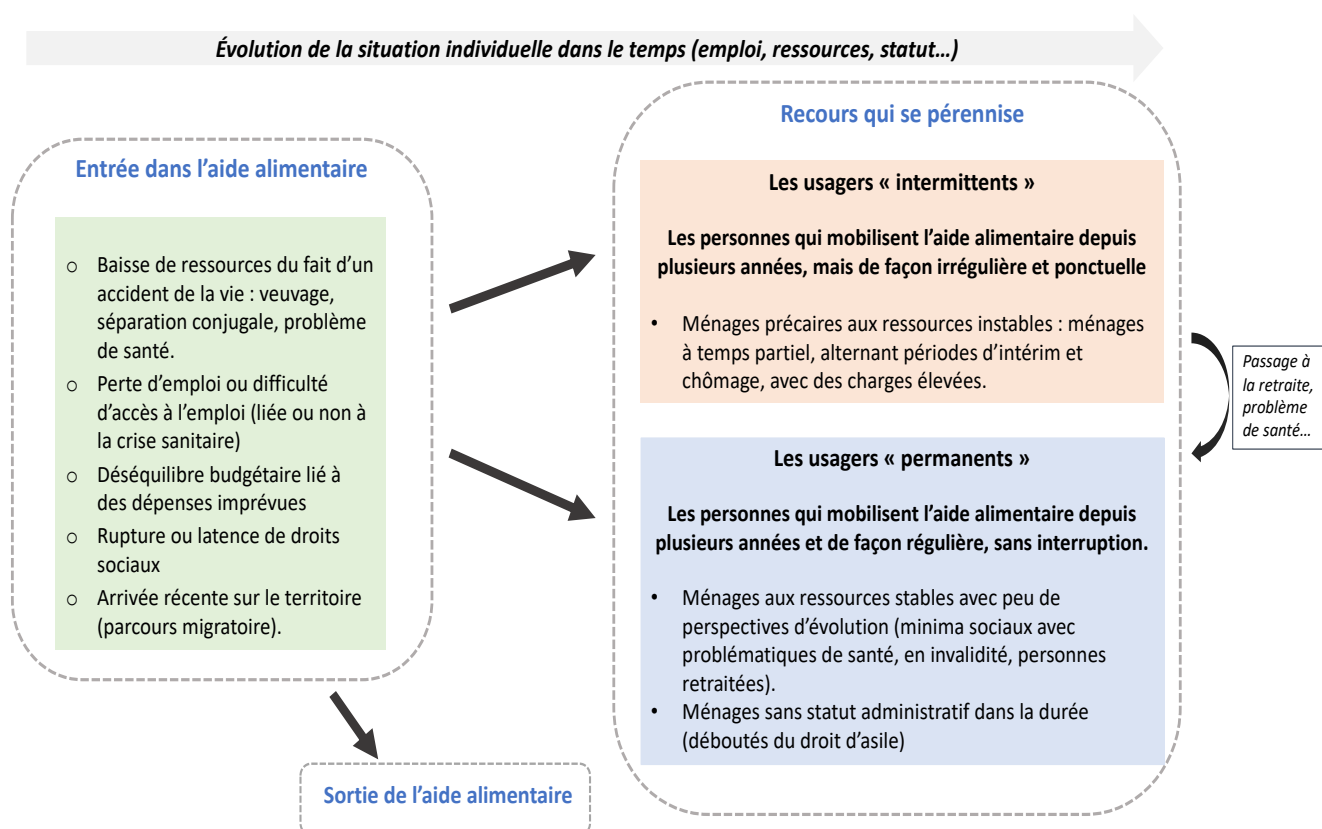 Évolution de la situation individuelle dans le temps (emploi, ressources, statut…)
Entrée dans l’aide alimentaire
○ Baisse de ressources du fait d’un
accident de la vie : veuvage,
séparation conjugale, problème
de santé.
○ Perte d’emploi ou difficulté
d’accès à l’emploi (liée ou non à
la crise sanitaire)
○ Déséquilibre budgétaire lié à
des dépenses imprévues
○ Rupture ou latence de droits
sociaux
○ Arrivée récente sur le territoire
(parcours migratoire).
Sortie de l’aide alimentaire
Recours qui se pérennise
Les usagers « intermittents »
Les personnes qui mobilisent l’aide alimentaire depuis
plusieurs années, mais de façon irrégulière et ponctuelle
• Ménages précaires aux ressources instables : ménages
à temps partiel, alternant périodes d’intérim et
chômage, avec des charges élevées.
Les usagers « permanents »
Les personnes qui mobilisent l’aide alimentaire depuis
plusieurs années et de façon régulière, sans interruption.
• Ménages aux ressources stables avec peu de
perspectives d’évolution (minima sociaux avec
problématiques de santé, en invalidité, personnes
retraitées).
• Ménages sans statut administratif dans la durée
(déboutés du droit d’asile)
Passage à
la retraite,
problème
de santé…